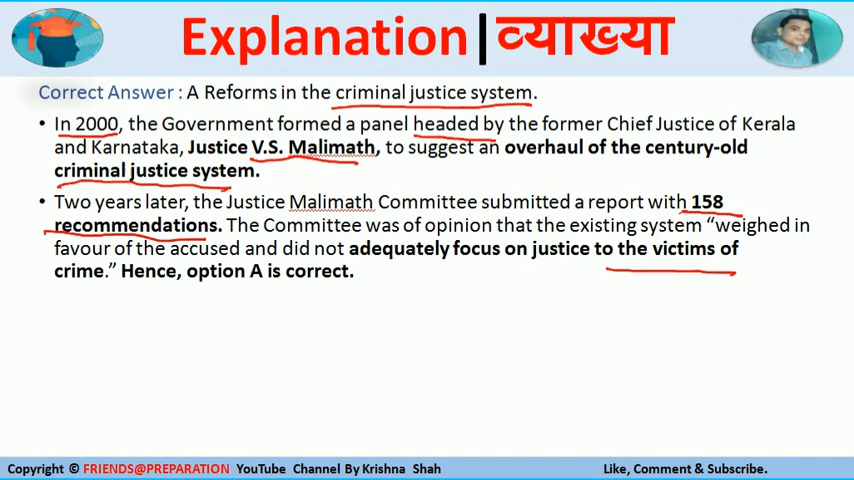 Explanation|व्याख्या
Correct Answer : A Reforms in the criminal justice system.
• In 2000, the Government formed a panel headed by the former Chief Justice of Kerala
and Karnataka, Justice V.S. Malimath, to suggest an overhaul of the century-old
criminal justice system.
• Two years later, the Justice Malimath Committee submitted a report with 158
recommendations. The Committee was of opinion that the existing system “weighed in
favour of the accused and did not adequately focus on justice to the victims of
crime.” Hence, option A is correct.
Copyright © FRIENDS@PREPARATION YouTube Channel By Krishna Shah Like, Comment & Subscribe.